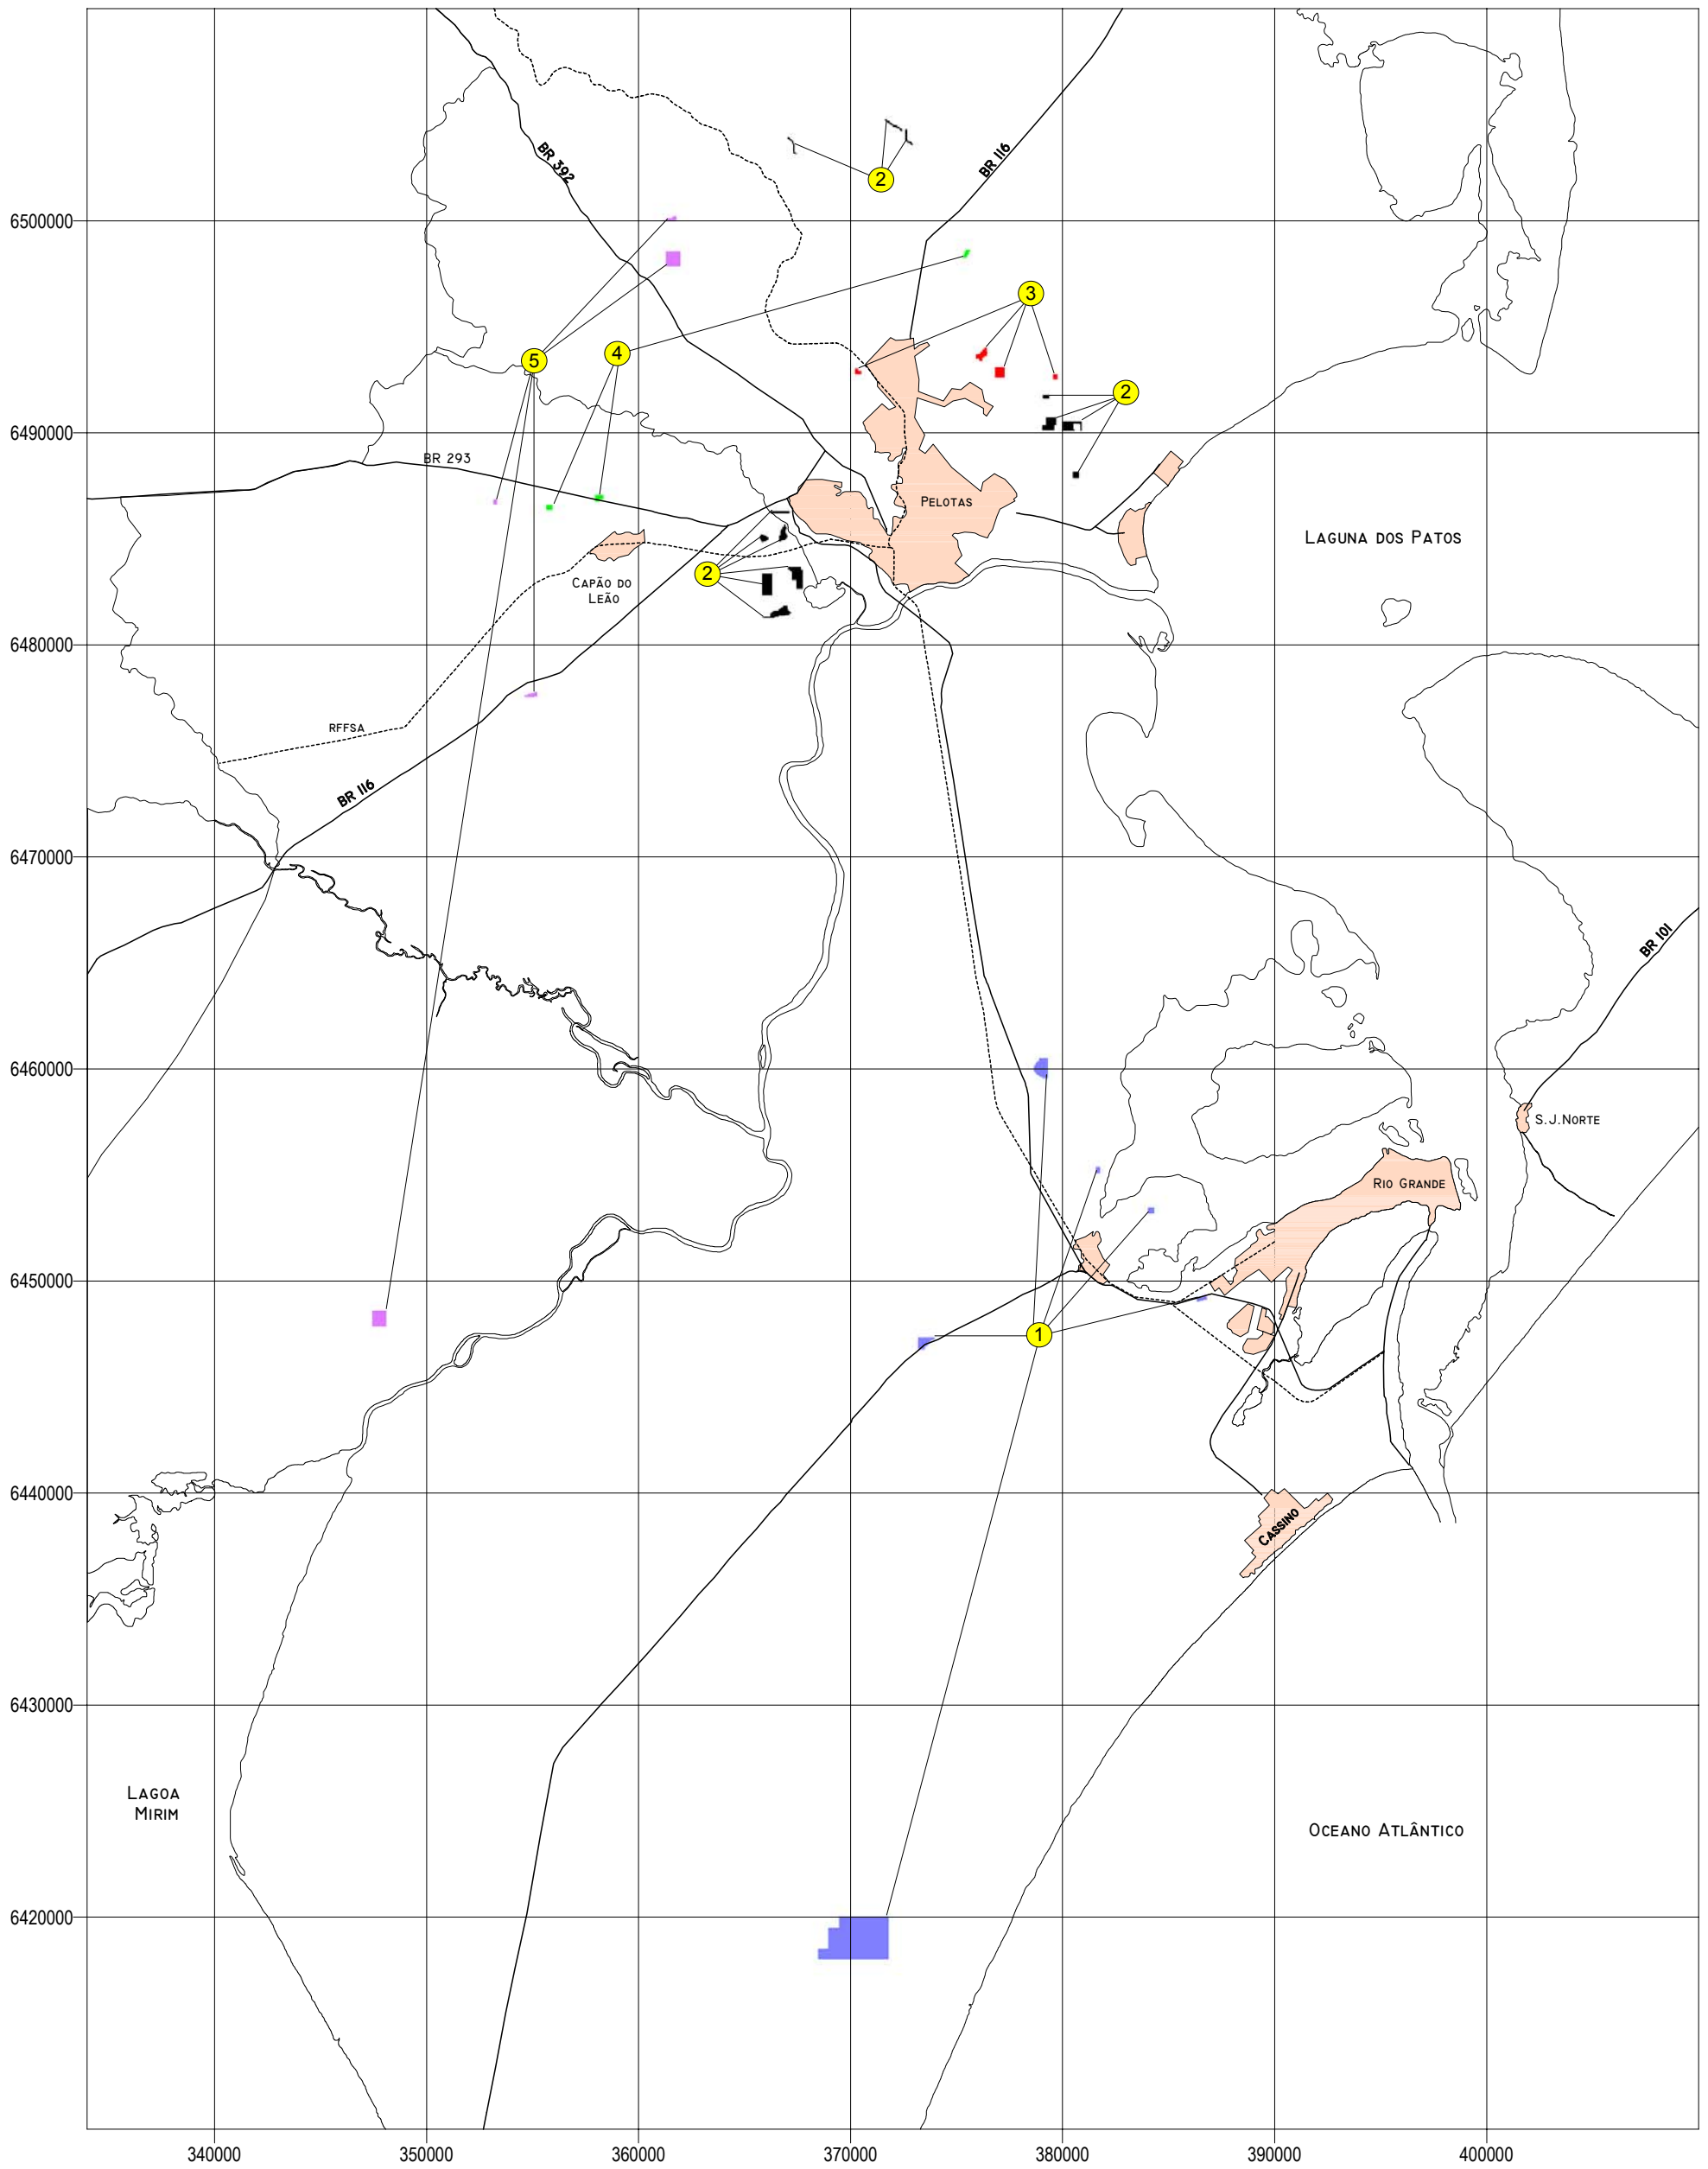 BR 392
BR 116
2
6500000
3
5
4
2
6490000
BR 293
PELOTAS
LAGUNA DOS PATOS
2
CAPÃO DO
LEÃO
6480000
RFFSA
BR 116
6470000
BR 101
6460000
S.J.NORTE
RIO GRANDE
6450000
1
6440000
CASSINO
6430000
LAGOA
MIRIM
OCEANO ATLÂNTICO
6420000
340000 350000 360000 370000 380000 390000 400000